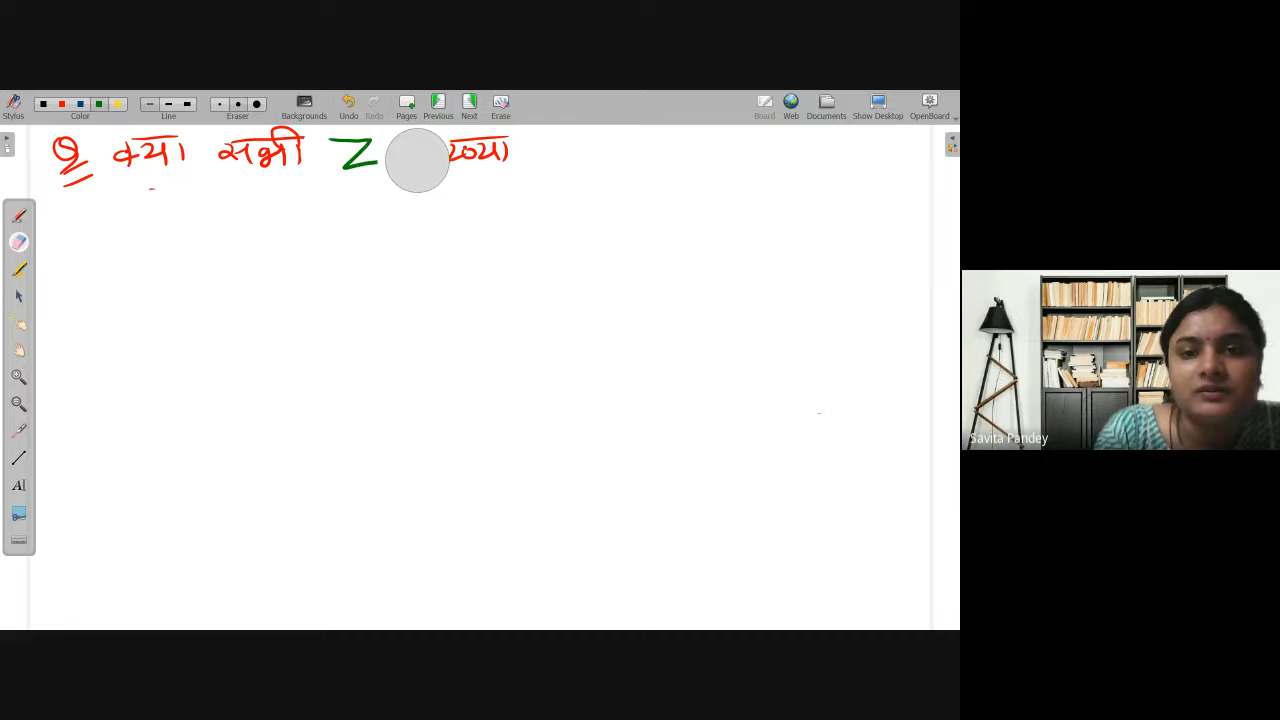 Stylus Color Line Eraser Backgrounds Undo Redo Pages Previous Next Erase Board Web Documents Show Desktop OpenBoard
Q क्या सभी Z
Savita Pandey